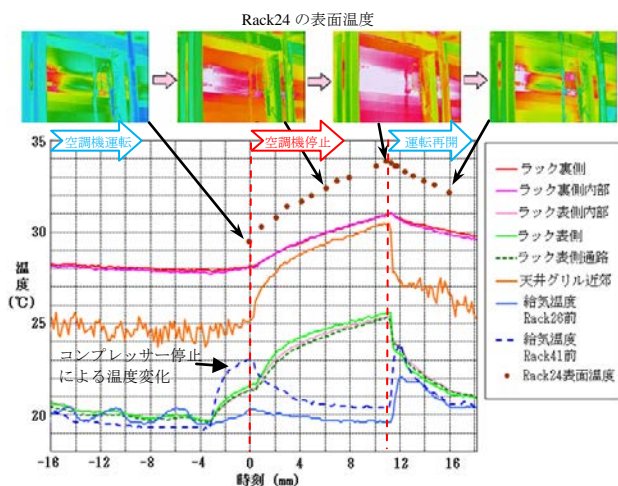 Rack24 の表面温度
空調機運転
空調機停止
運転再開
35
30
25
20
温
度
(℃)
コンプレッサー停止
による温度変化
-16
-12
-8
-4
0
4
8
12
16
時刻 (mm)
ラック裏側
ラック裏側内部
ラック表側内部
ラック表側
ラック表側通路
天井グリル近郊
給気温度
Rack26前
給気温度
Rack41前
Rack24表面温度